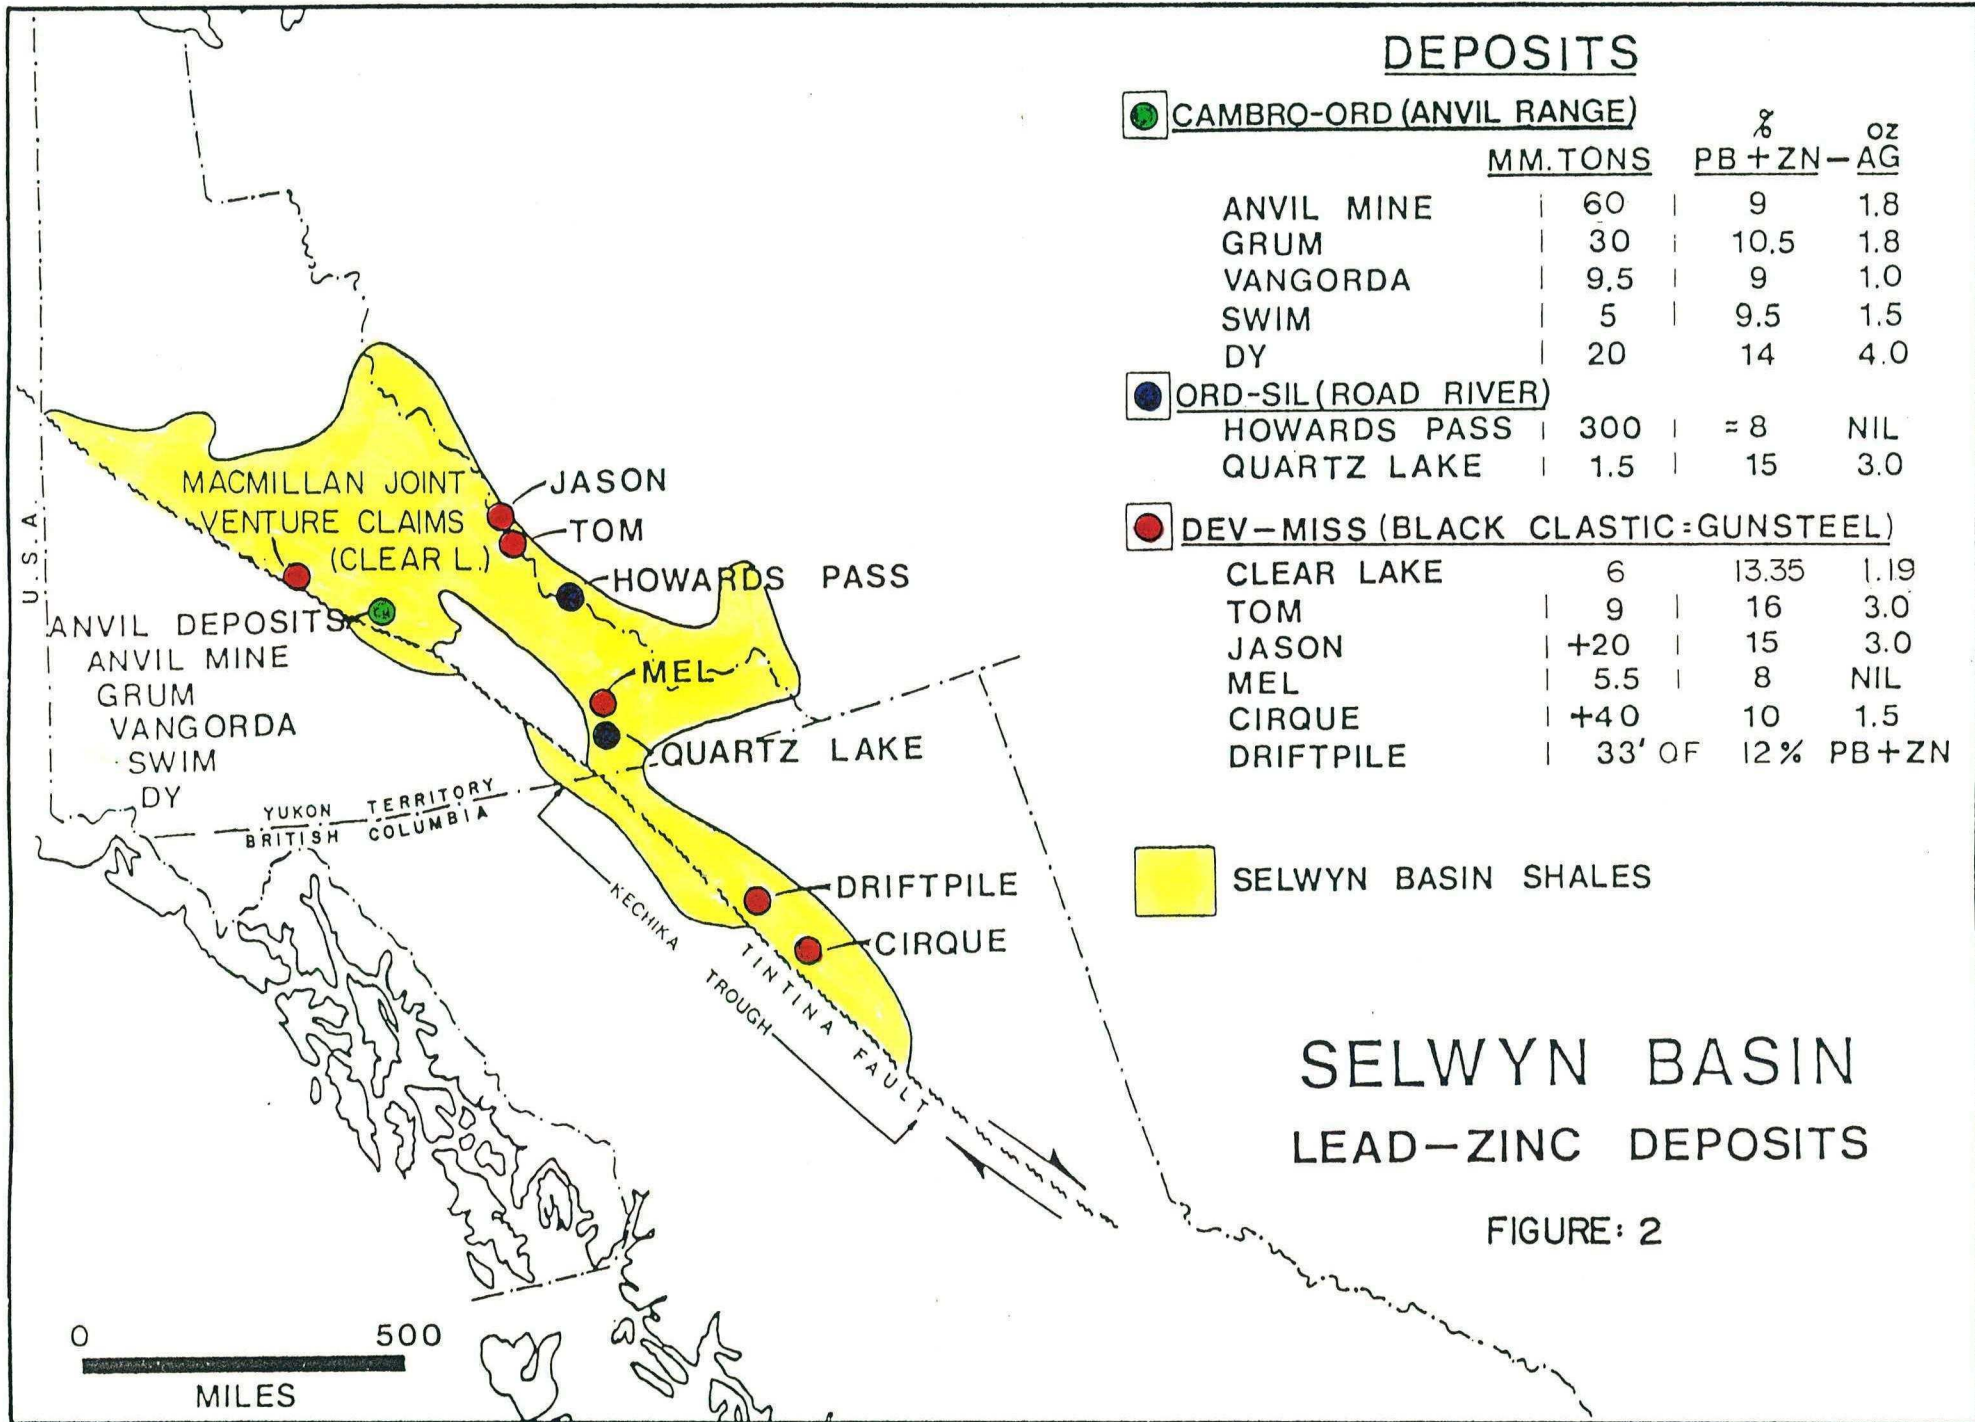 DEPOSITS
CAMBRO-ORD (ANVIL RANGE)
% oz
MM. TONS PB + ZN — AG
ANVIL MINE | 60 | 9 1.8
GRUM | 30 | 10.5 1.8
VANGORDA | 9.5 | 9 1.0
SWIM | 5 | 9.5 1.5
DY | 20 14 4.0
ORD-SIL (ROAD RIVER)
HOWARDS PASS | 300 | ≈ 8 NIL
QUARTZ LAKE | 1.5 | 15 3.0
DEV—MISS (BLACK CLASTIC = GUNSTEEL)
CLEAR LAKE 6 13.35 1.19
TOM | 9 | 16 3.0
JASON | +20 | 15 3.0
MEL | 5.5 | 8 NIL
CIRQUE | +40 10 1.5
DRIFTPILE | 33' OF 12% PB+ZN
SELWYN BASIN SHALES
SELWYN BASIN
LEAD—ZINC DEPOSITS
FIGURE: 2
U.S.A.
MACMILLAN JOINT
VENTURE CLAIMS
(CLEAR L.)
JASON
TOM
HOWARDS PASS
ANVIL DEPOSITS
ANVIL MINE
GRUM
VANGORDA
SWIM
DY
MEL
QUARTZ LAKE
YUKON TERRITORY
BRITISH COLUMBIA
DRIFTPILE
CIRQUE
KECHIKA TROUGH
TINTINA FAULT
0 500
MILES